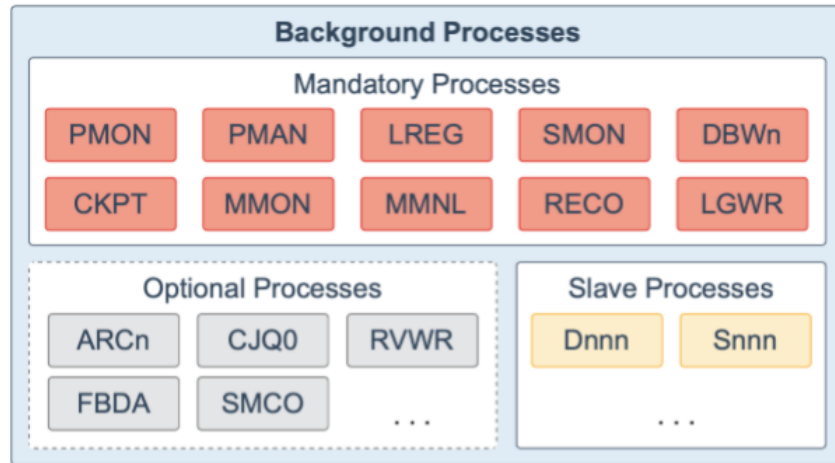 Background Processes
Mandatory Processes
PMON PMAN LREG SMON DBWn
CKPT MMON MMNL RECO LGWR
Optional Processes
ARCn CJQ0 RVWR
FBDA SMCO ...
Slave Processes
Dnnn Snnn
...